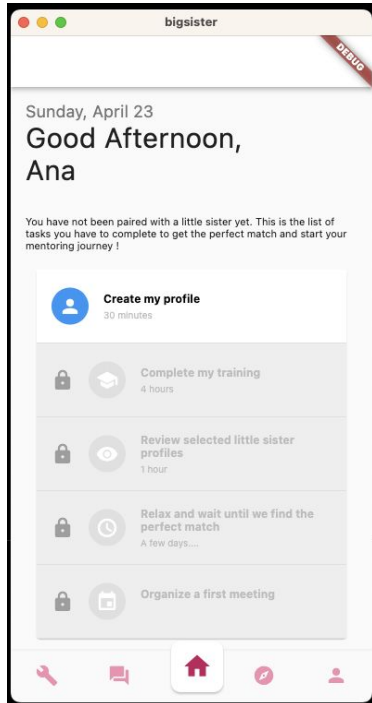 bigsister
DEBUG
Sunday, April 23
Good Afternoon,
Ana
You have not been paired with a little sister yet. This is the list of
tasks you have to complete to get the perfect match and start your
mentoring journey !
Create my profile
30 minutes
Complete my training
4 hours
Review selected little sister
profiles
1 hour
Relax and wait until we find the
perfect match
A few days....
Organize a first meeting